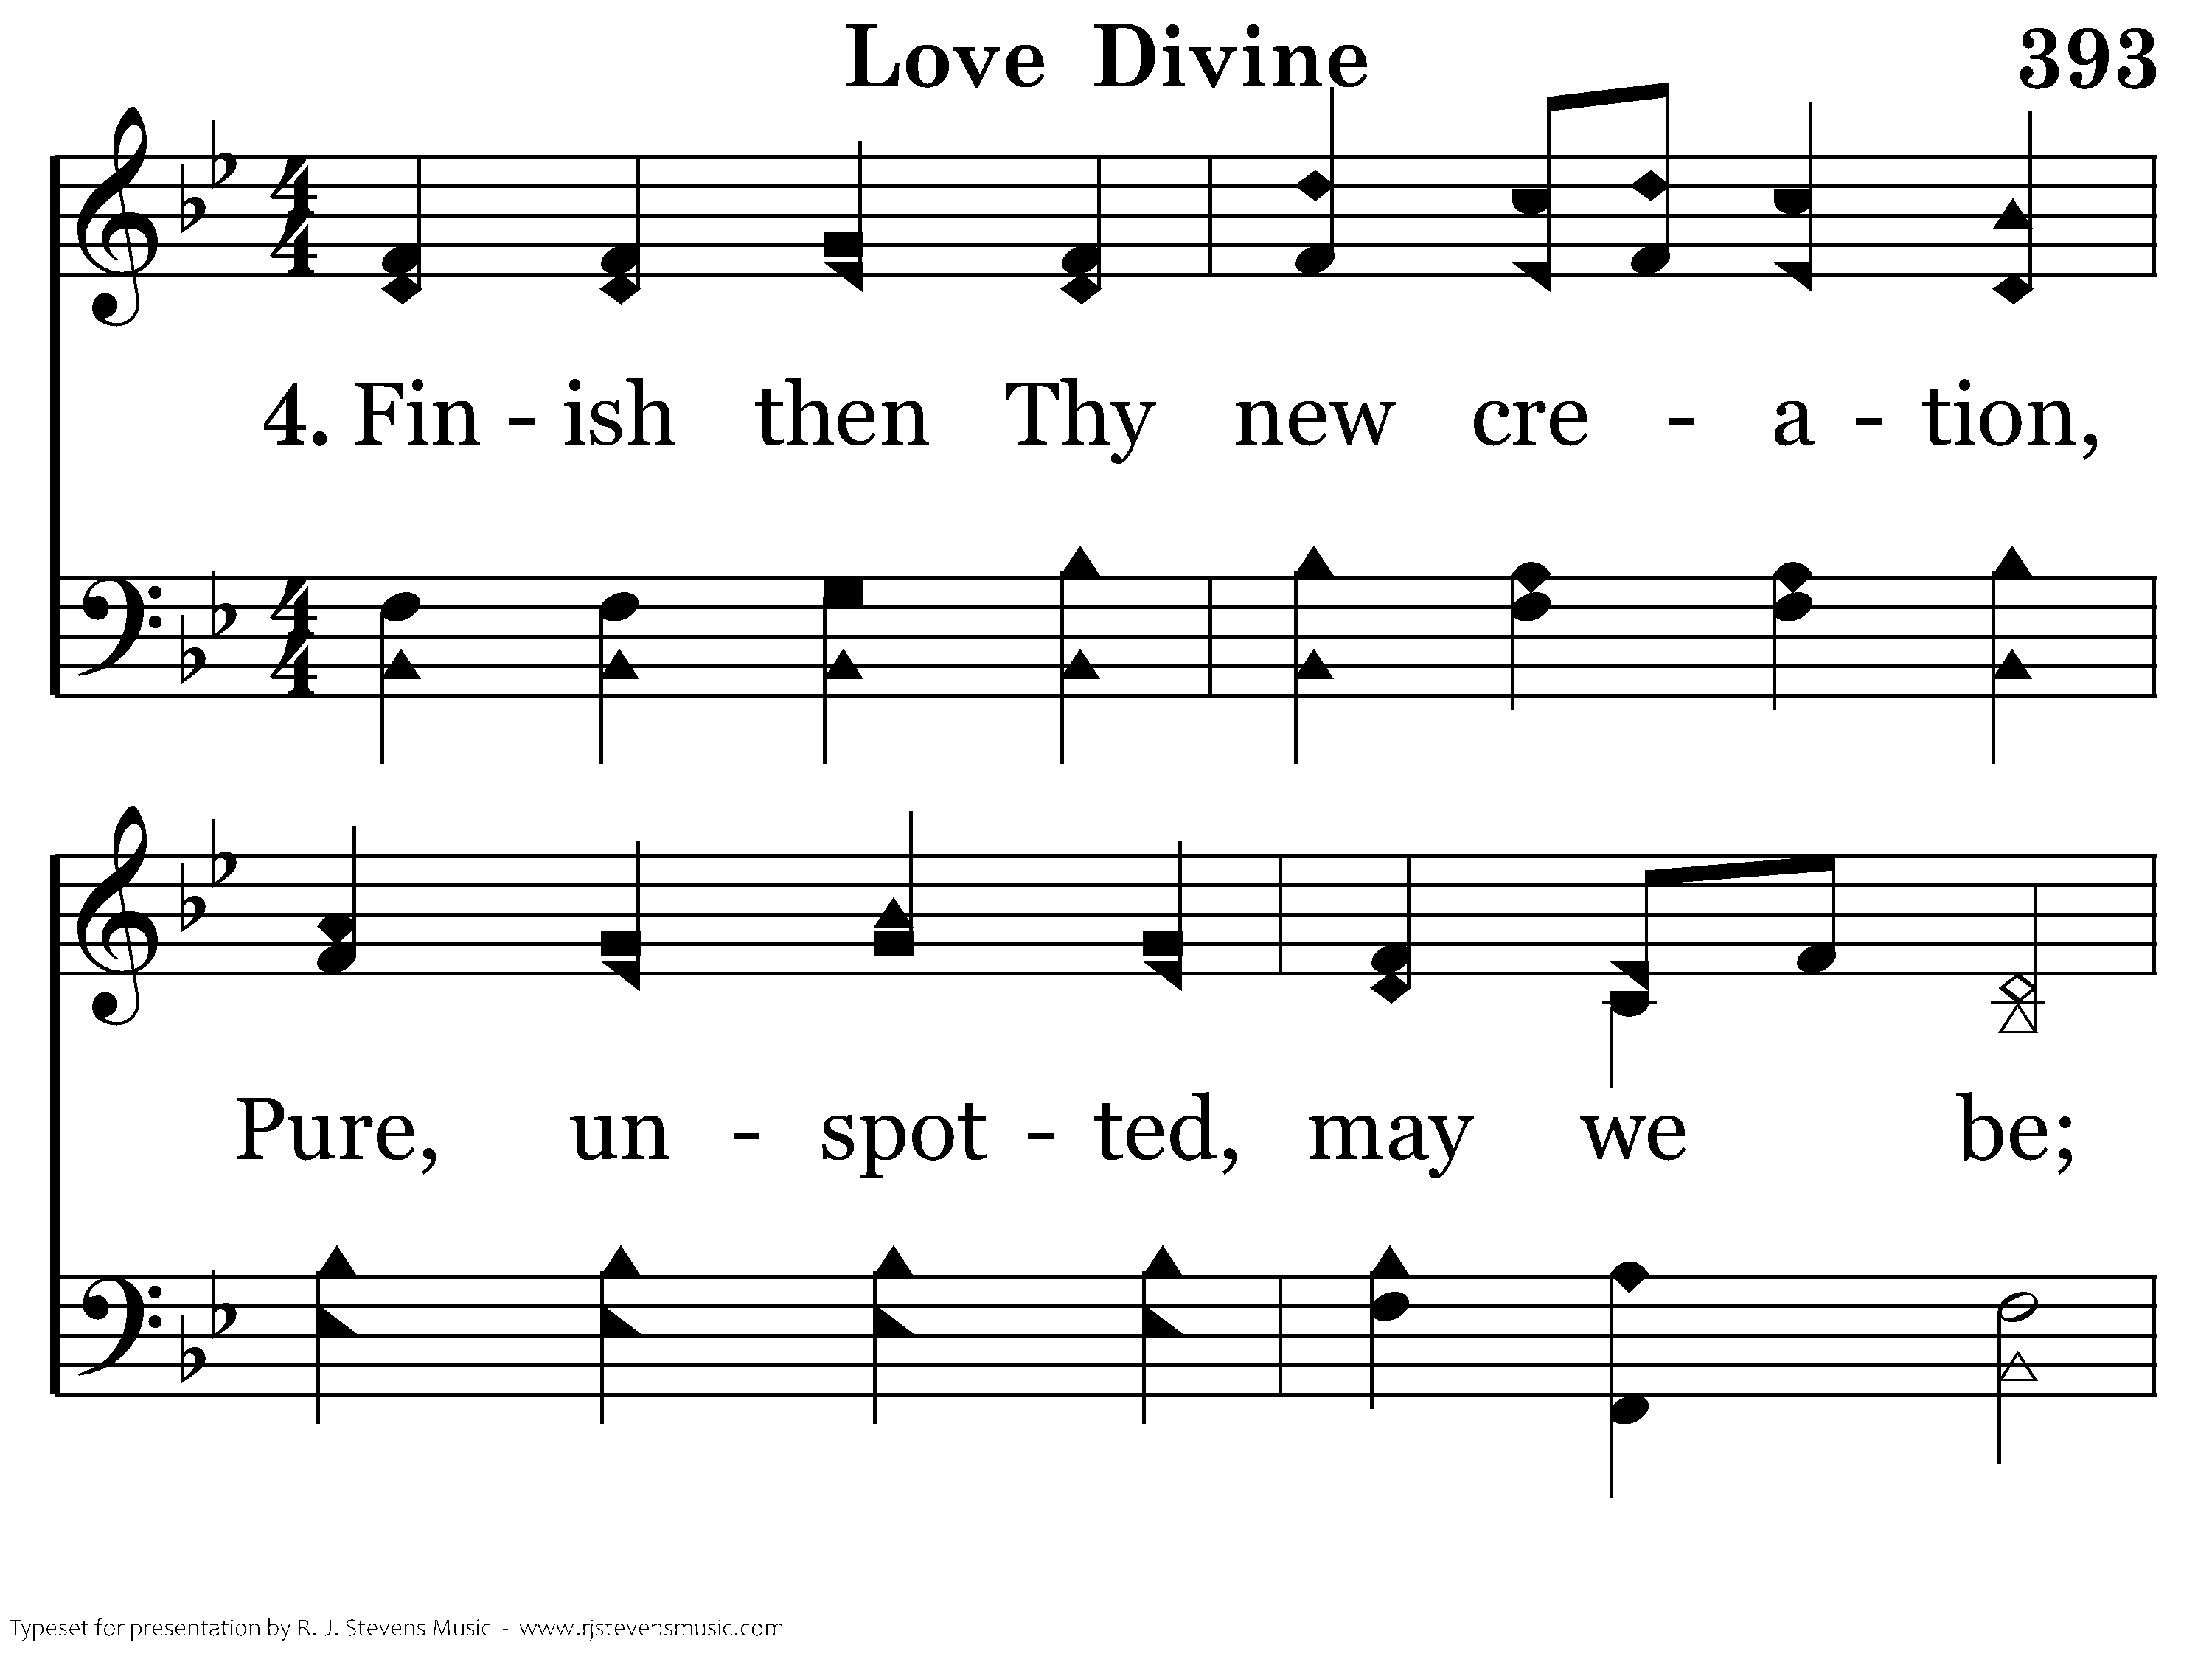 Love Divine 393
4. Fin - ish then Thy new cre - a - tion,
Pure, un - spot - ted, may we be;
Typeset for presentation by R. J. Stevens Music - www.rjstevensmusic.com